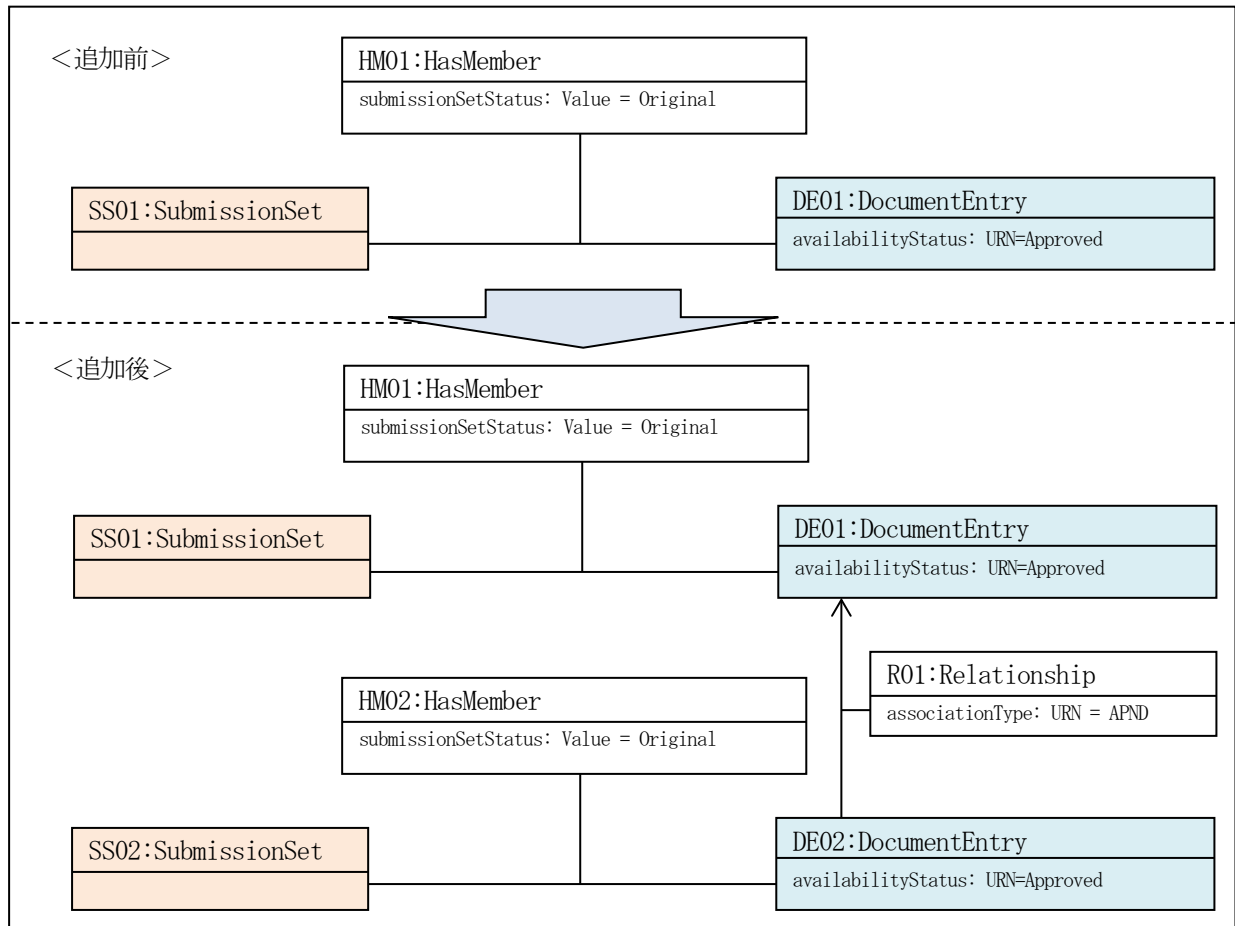 ＜追加前＞
HM01:HasMember
submissionSetStatus: Value = Original
SS01:SubmissionSet
DE01:DocumentEntry
availabilityStatus: URN=Approved
＜追加後＞
HM01:HasMember
submissionSetStatus: Value = Original
SS01:SubmissionSet
DE01:DocumentEntry
availabilityStatus: URN=Approved
R01:Relationship
associationType: URN = APND
HM02:HasMember
submissionSetStatus: Value = Original
SS02:SubmissionSet
DE02:DocumentEntry
availabilityStatus: URN=Approved